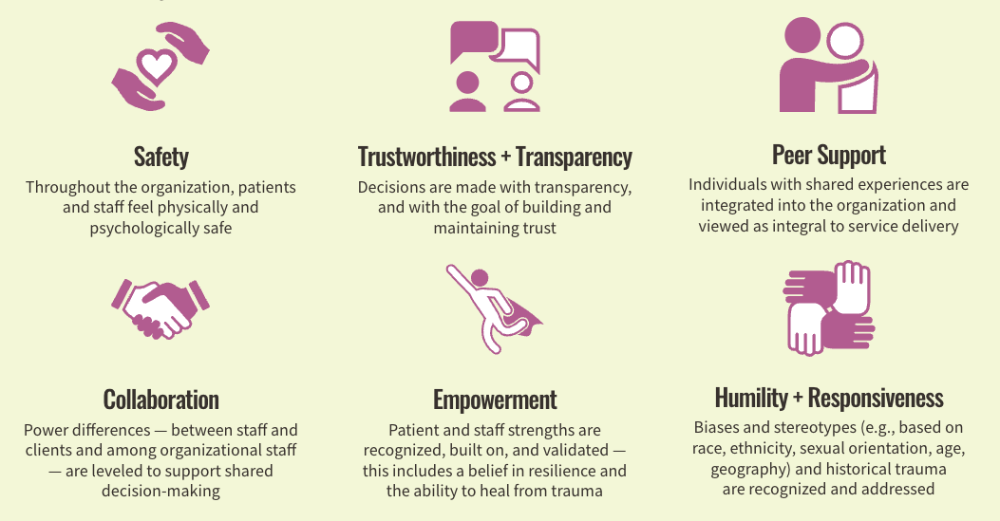 Safety
Throughout the organization, patients
and staff feel physically and
psychologically safe
Trustworthiness + Transparency
Decisions are made with transparency,
and with the goal of building and
maintaining trust
Peer Support
Individuals with shared experiences are
integrated into the organization and
viewed as integral to service delivery
Collaboration
Power differences — between staff and
clients and among organizational staff
— are leveled to support shared
decision-making
Empowerment
Patient and staff strengths are
recognized, built on, and validated —
this includes a belief in resilience and
the ability to heal from trauma
Humility + Responsiveness
Biases and stereotypes (e.g., based on
race, ethnicity, sexual orientation, age,
geography) and historical trauma
are recognized and addressed